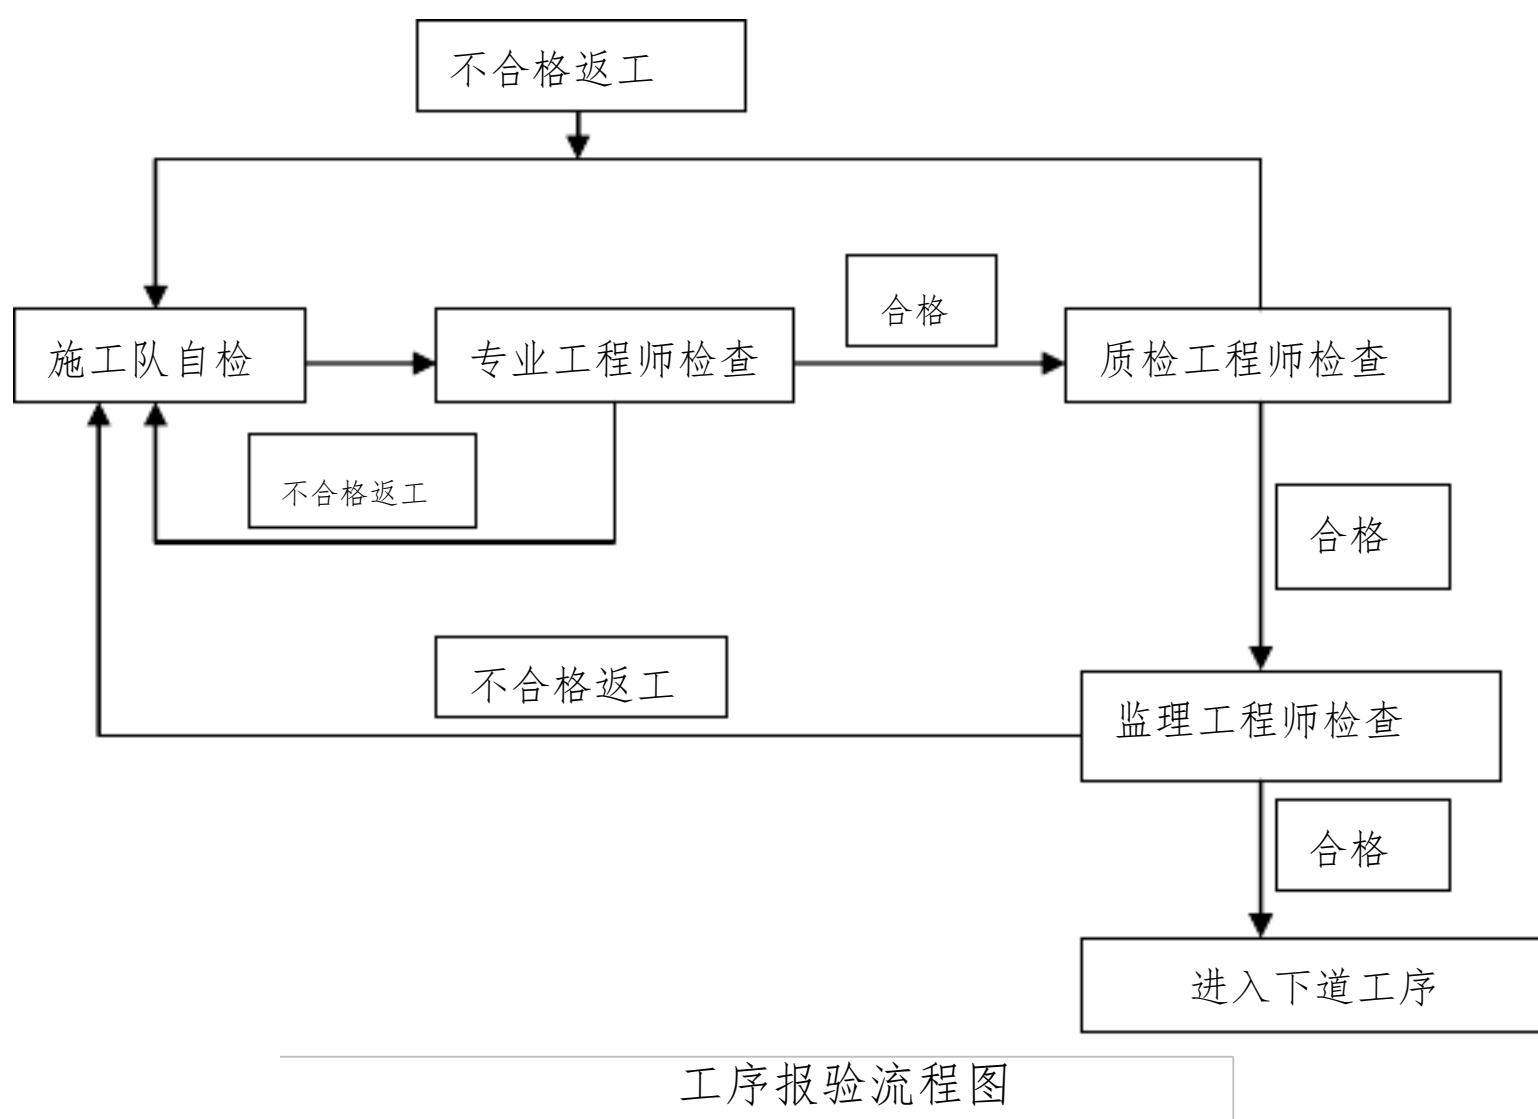 不合格返工
合格
施工队自检
专业工程师检查
质检工程师检查
不合格返工
合格
不合格返工
监理工程师检查
合格
进入下道工序
工序报验流程图